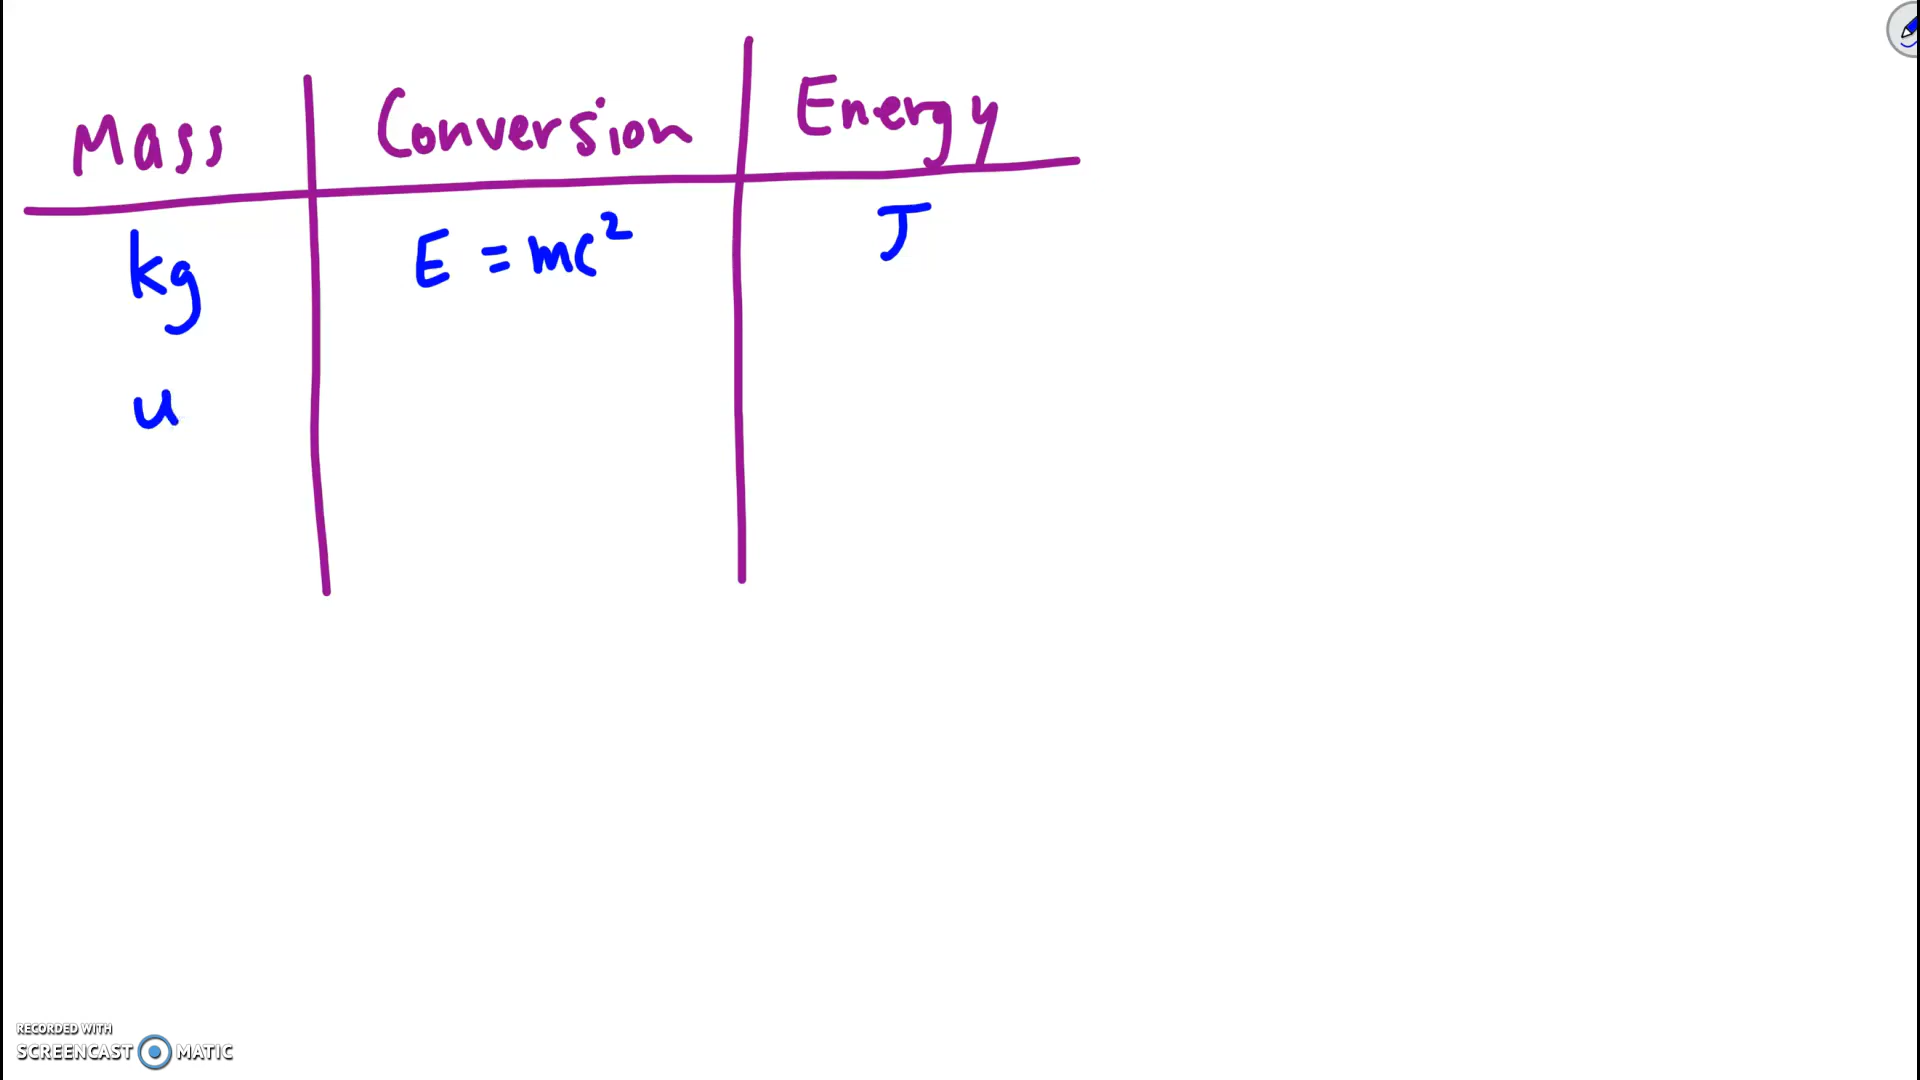 Mass Conversion Energy
kg E = mc² J
u
RECORDED WITH
SCREENCAST MATIC